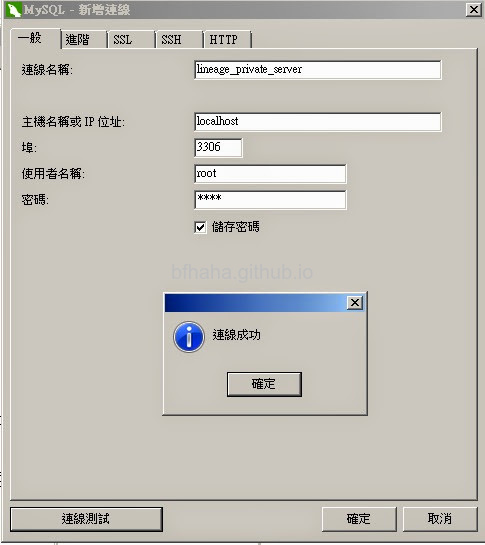 MySQL - 新增連線
一般 進階 SSL SSH HTTP
連線名稱: lineage_private_server
主機名稱或 IP 位址: localhost
埠: 3306
使用者名稱: root
密碼: ****
儲存密碼
bfhaha.github.io
連線成功
確定
連線測試 確定 取消